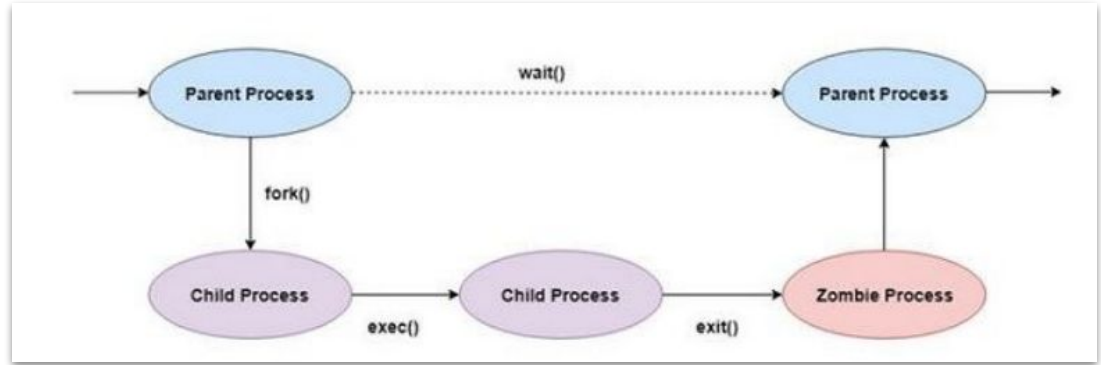 wait()
Parent Process
Parent Process
fork()
Child Process
Child Process
Zombie Process
exec()
exit()